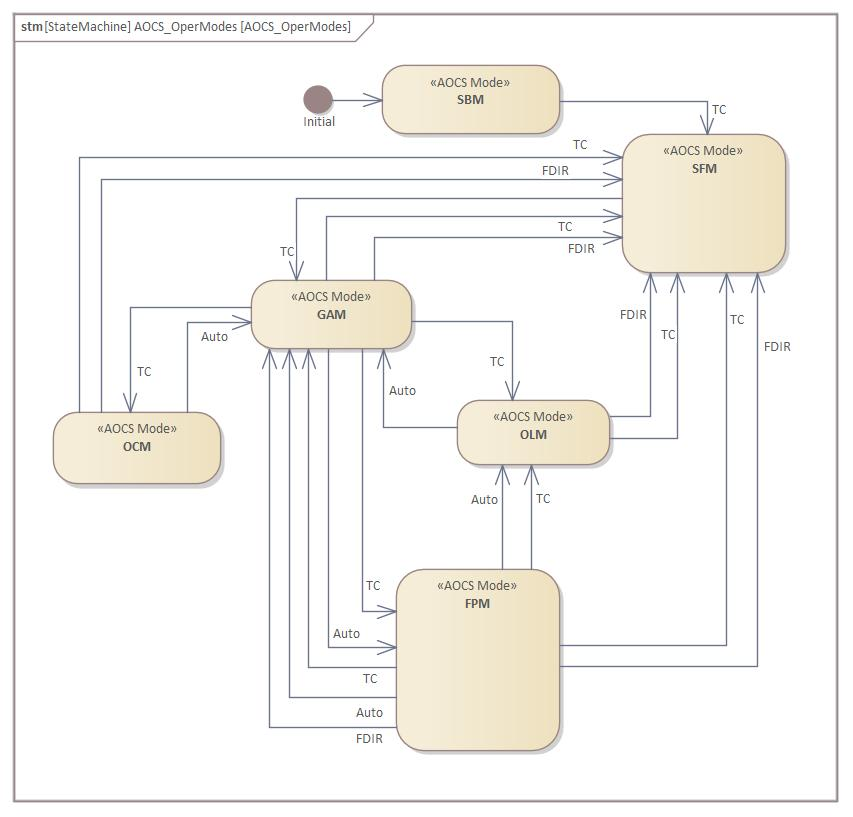 stm [StateMachine] AOCS_OperModes [AOCS_OperModes]
«AOCS Mode»
SBM
Initial
TC
TC
«AOCS Mode»
SFM
FDIR
TC
FDIR
TC
«AOCS Mode»
GAM
FDIR
TC
TC
Auto
FDIR
TC
TC
Auto
«AOCS Mode»
OLM
«AOCS Mode»
OCM
Auto
TC
«AOCS Mode»
FPM
TC
Auto
TC
Auto
FDIR